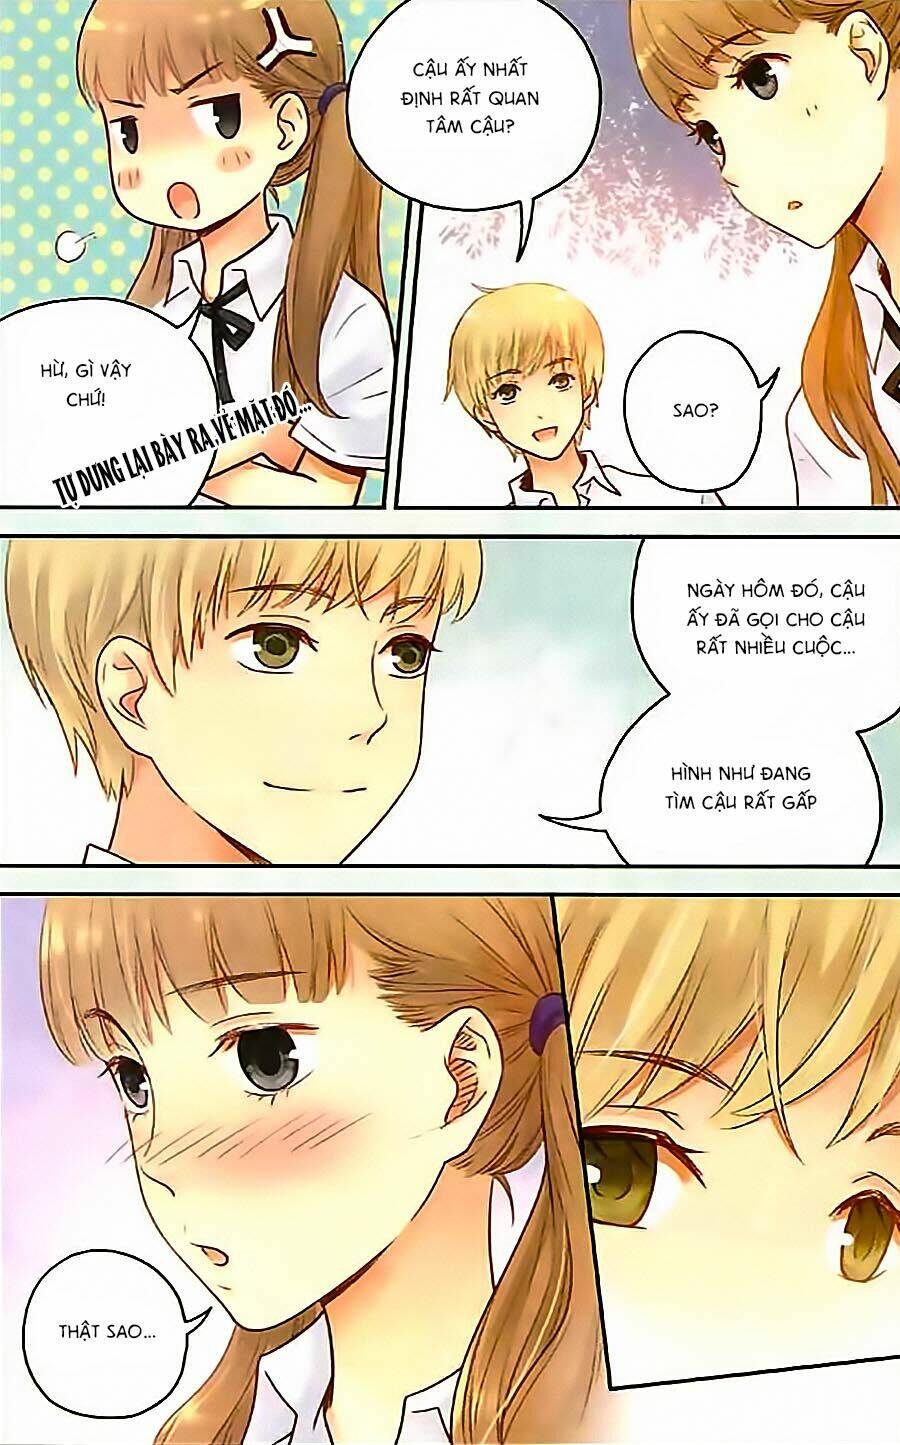 HỪ, GÌ VẬY
CHỨ!
TỰ DƯNG LẠI BÀY RA VẺ MẶT ĐÓ...
CẬU ẤY NHẤT
ĐỊNH RẤT QUAN
TÂM CẬU?
SAO?
NGÀY HÔM ĐÓ, CẬU
ẤY ĐÃ GỌI CHO CẬU
RẤT NHIỀU CUỘC...
HÌNH NHƯ ĐANG
TÌM CẬU RẤT GẤP
THẬT SAO...